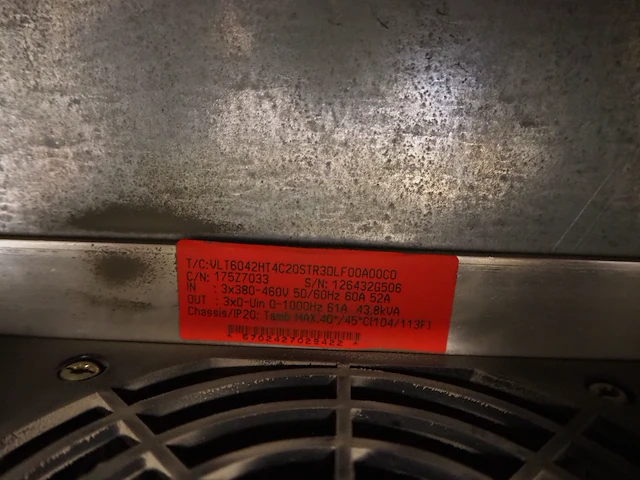 T/C:VLT6042HT4C20STR3DLF00A00C0
C/N: 175Z7033 S/N: 126432G506
IN : 3x380-460V 50/60Hz 60A 52A
OUT : 3x0-Uin 0-1000Hz 61A 43.8kVA
Chassis/IP20: Tamb MAX.40°/45°C(104/113F)